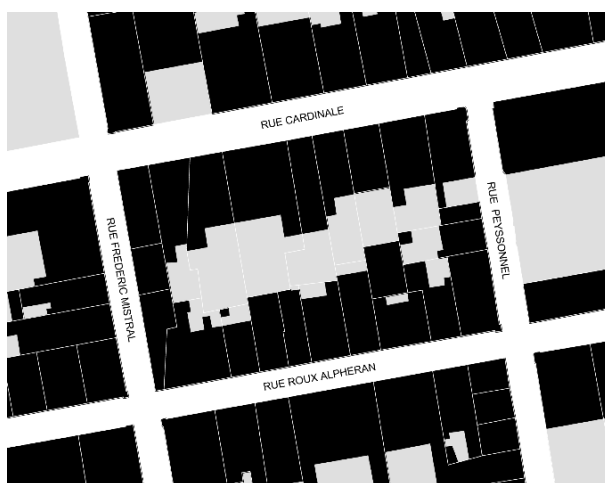 RUE CARDINALE
RUE FREDERIC MISTRAL
RUE PEYSSONNEL
RUE ROUX ALPHERAN